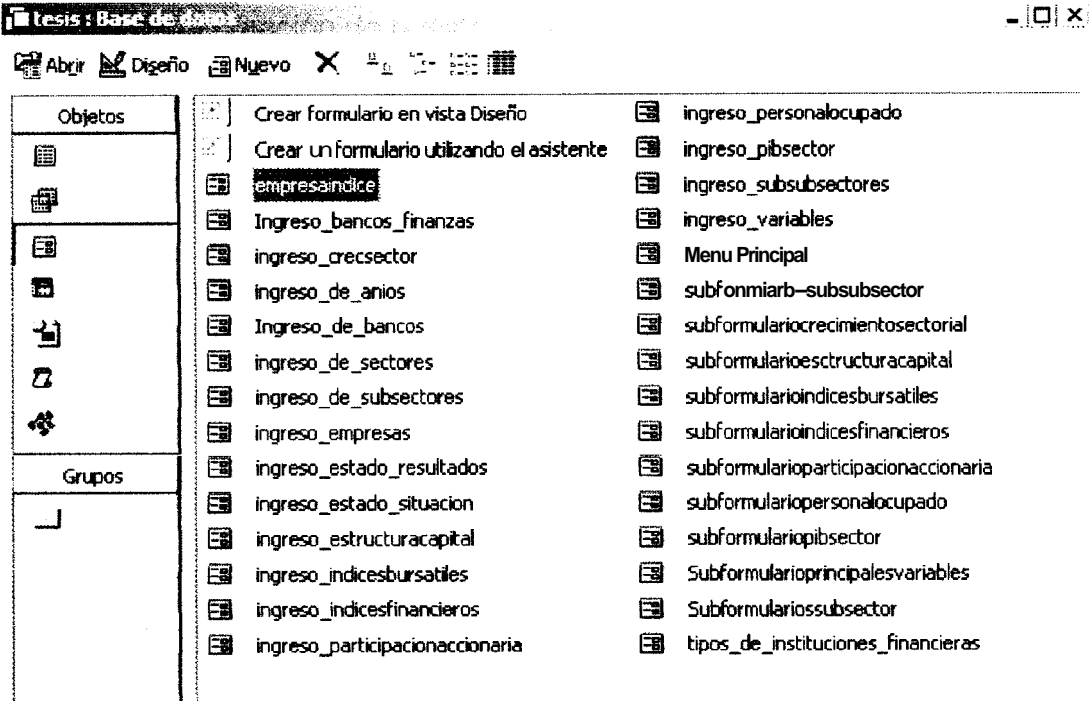 tesis : Base de datos
Abrir Diseño Nuevo
Objetos
Grupos
Crear formulario en vista Diseño
Crear un formulario utilizando el asistente
empresaindice
Ingreso_bancos_finanzas
ingreso_crecsector
ingreso_de_anios
Ingreso_de_bancos
ingreso_de_sectores
ingreso_de_subsectores
ingreso_empresas
ingreso_estado_resultados
ingreso_estado_situacion
ingreso_estructuracapital
ingreso_indicesbursatiles
ingreso_indicesfinancieros
ingreso_participacionaccionaria
ingreso_personalocupado
ingreso_pibsector
ingreso_subsubsectores
ingreso_variables
Menu Principal
subfonmiarb—subsubsector
subformulariocrecimientosectorial
subformularioesctructuracapital
subformularioindicesbursatiles
subformularioindicesfinancieros
subformularioparticipacionaccionaria
subformulariopersonalocupado
subformulariopibsector
Subformularioprincipalesvariables
Subformulariossubsector
tipos_de_instituciones_financieras